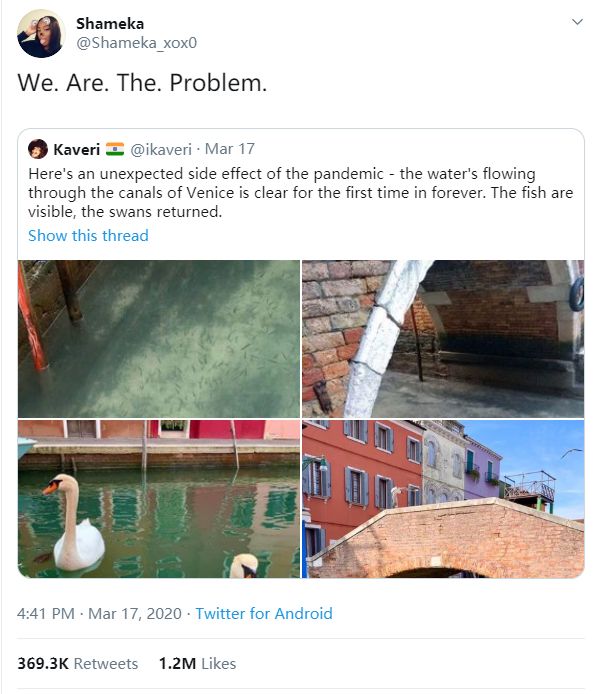 Shameka
@Shameka_xox0
We. Are. The. Problem.
Kaveri 🇮🇳 @ikaveri · Mar 17
Here's an unexpected side effect of the pandemic - the water's flowing
through the canals of Venice is clear for the first time in forever. The fish are
visible, the swans returned.
Show this thread
4:41 PM · Mar 17, 2020 · Twitter for Android
369.3K Retweets 1.2M Likes